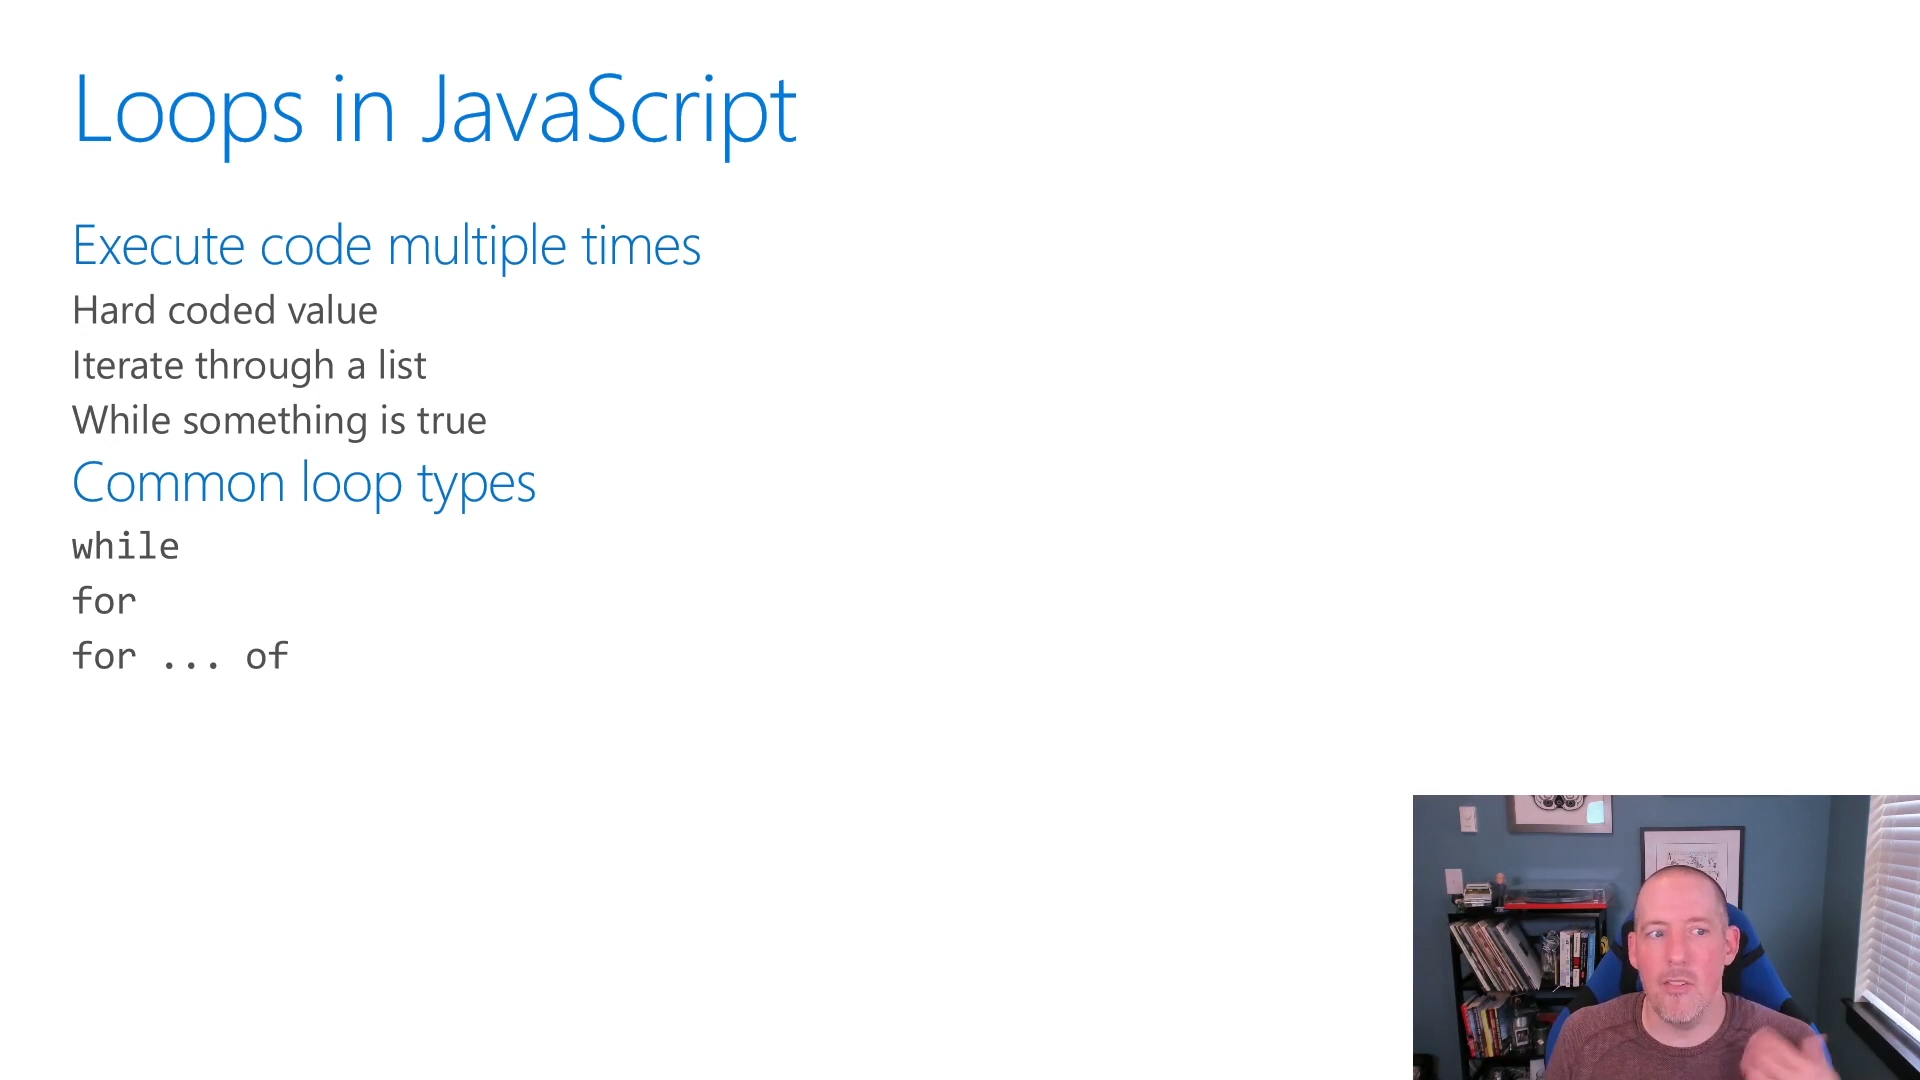 Loops in JavaScript
Execute code multiple times
Hard coded value
Iterate through a list
While something is true
Common loop types
while
for
for ... of